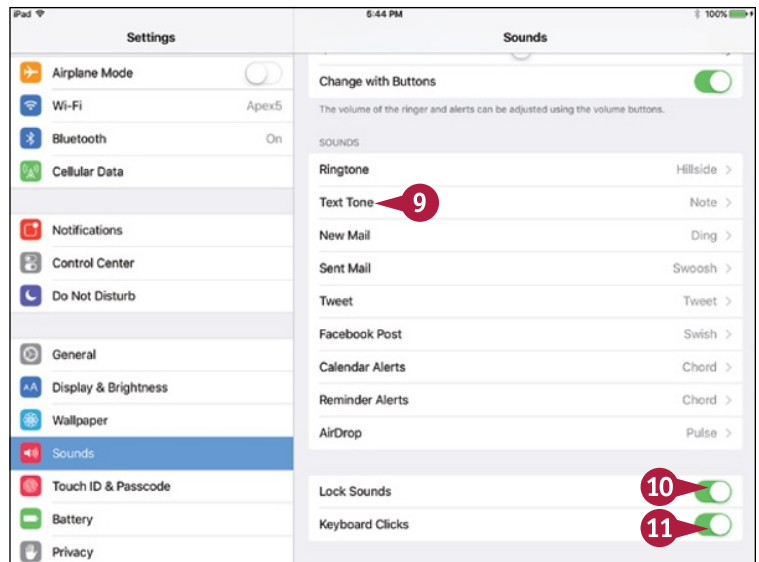 iPad 5:44 PM 100%
Settings
Airplane Mode
Wi-Fi Apex5
Bluetooth On
Cellular Data
Notifications
Control Center
Do Not Disturb
General
AA Display & Brightness
Wallpaper
Sounds
Touch ID & Passcode
Battery
Privacy
Sounds
Change with Buttons
The volume of the ringer and alerts can be adjusted using the volume buttons.
SOUNDS
Ringtone Hillside >
Text Tone 9 Note >
New Mail Ding >
Sent Mail Swoosh >
Tweet Tweet >
Facebook Post Swish >
Calendar Alerts Chord >
Reminder Alerts Chord >
AirDrop Pulse >
Lock Sounds 10
Keyboard Clicks 11